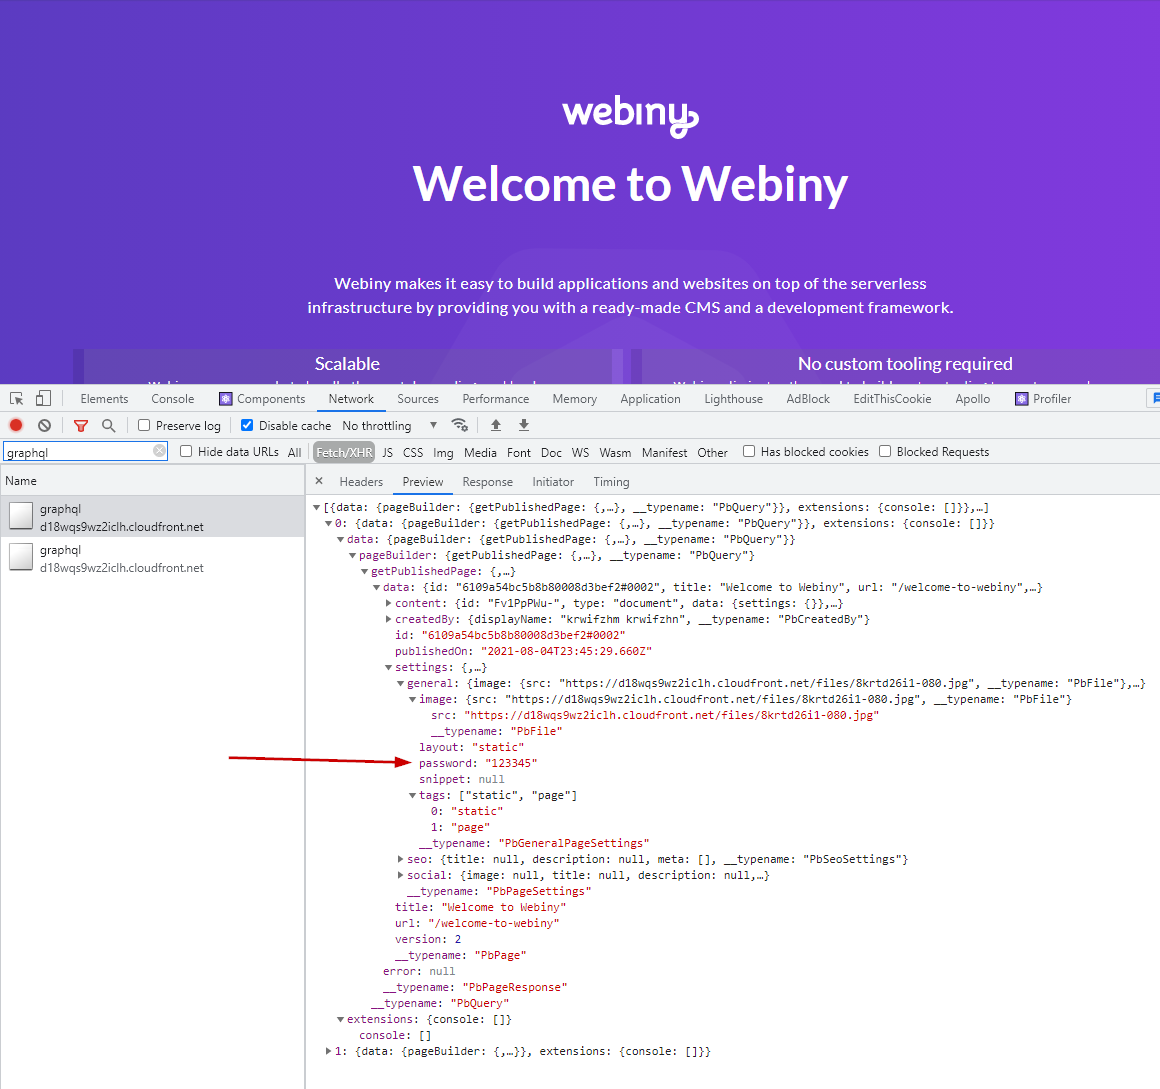 webiny
Welcome to Webiny
Webiny makes it easy to build applications and websites on top of the serverless
infrastructure by providing you with a ready-made CMS and a development framework.
Scalable
No custom tooling required
Elements Console Components Network Sources Performance Memory Application Lighthouse AdBlock EditThisCookie Apollo Profiler
Preserve log Disable cache No throttling
graphql Hide data URLs All Fetch/XHR JS CSS Img Media Font Doc WS Wasm Manifest Other Has blocked cookies Blocked Requests
Name
graphql
d18wqs9wz2iclh.cloudfront.net
graphql
d18wqs9wz2iclh.cloudfront.net
× Headers Preview Response Initiator Timing
[{data: {pageBuilder: {getPublishedPage: {,…}, __typename: "PbQuery"}}, extensions: {console: []}},…]
0: {data: {pageBuilder: {getPublishedPage: {,…}, __typename: "PbQuery"}}, extensions: {console: []}}
data: {pageBuilder: {getPublishedPage: {,…}, __typename: "PbQuery"}}
pageBuilder: {getPublishedPage: {,…}, __typename: "PbQuery"}
getPublishedPage: {,…}
data: {id: "6109a54bc5b8b80008d3bef2#0002", title: "Welcome to Webiny", url: "/welcome-to-webiny",…}
content: {id: "Fv1PpPWu-", type: "document", data: {settings: {}},…}
createdBy: {displayName: "krwifzhm krwifzhn", __typename: "PbCreatedBy"}
id: "6109a54bc5b8b80008d3bef2#0002"
publishedOn: "2021-08-04T23:45:29.660Z"
settings: {,…}
general: {image: {src: "https://d18wqs9wz2iclh.cloudfront.net/files/8krtd26i1-080.jpg", __typename: "PbFile"},…}
image: {src: "https://d18wqs9wz2iclh.cloudfront.net/files/8krtd26i1-080.jpg", __typename: "PbFile"}
src: "https://d18wqs9wz2iclh.cloudfront.net/files/8krtd26i1-080.jpg"
__typename: "PbFile"
layout: "static"
password: "123345"
snippet: null
tags: ["static", "page"]
0: "static"
1: "page"
__typename: "PbGeneralPageSettings"
seo: {title: null, description: null, meta: [], __typename: "PbSeoSettings"}
social: {image: null, title: null, description: null,…}
__typename: "PbPageSettings"
title: "Welcome to Webiny"
url: "/welcome-to-webiny"
version: 2
__typename: "PbPage"
error: null
__typename: "PbPageResponse"
__typename: "PbQuery"
extensions: {console: []}
console: []
1: {data: {pageBuilder: {,…}}, extensions: {console: []}}